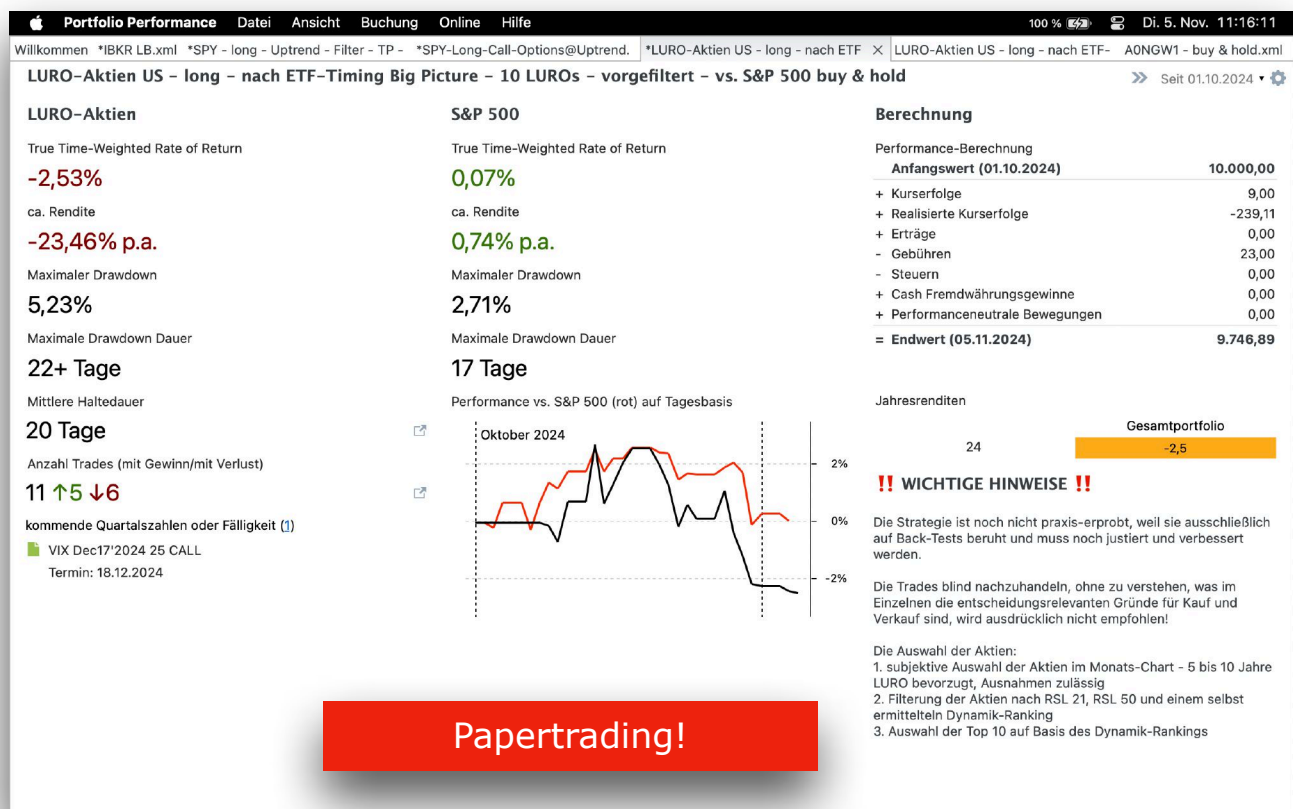 Portfolio Performance Datei Ansicht Buchung Online Hilfe 100 % Di. 5. Nov. 11:16:11
Willkommen *IBKR LB.xml *SPY - long - Uptrend - Filter - TP - *SPY-Long-Call-Options@Uptrend. *LURO-Aktien US - long - nach ETF × LURO-Aktien US - long - nach ETF- A0NGW1 - buy & hold.xml
LURO-Aktien US - long - nach ETF-Timing Big Picture - 10 LUROs - vorgefiltert - vs. S&P 500 buy & hold
Seit 01.10.2024
LURO-Aktien
True Time-Weighted Rate of Return
-2,53%
ca. Rendite
-23,46% p.a.
Maximaler Drawdown
5,23%
Maximale Drawdown Dauer
22+ Tage
Mittlere Haltedauer
20 Tage
Anzahl Trades (mit Gewinn/mit Verlust)
11 ↑5 ↓6
kommende Quartalszahlen oder Fälligkeit (1)
VIX Dec17'2024 25 CALL
Termin: 18.12.2024
S&P 500
True Time-Weighted Rate of Return
0,07%
ca. Rendite
0,74% p.a.
Maximaler Drawdown
2,71%
Maximale Drawdown Dauer
17 Tage
Performance vs. S&P 500 (rot) auf Tagesbasis
Oktober 2024
2%
0%
-2%
Berechnung
Performance-Berechnung
Anfangswert (01.10.2024) 10.000,00
+ Kurserfolge 9,00
+ Realisierte Kurserfolge -239,11
+ Erträge 0,00
- Gebühren 23,00
- Steuern 0,00
+ Cash Fremdwährungsgewinne 0,00
+ Performanceneutrale Bewegungen 0,00
= Endwert (05.11.2024) 9.746,89
Jahresrenditen
Gesamtportfolio
24 -2,5
‼ WICHTIGE HINWEISE ‼
Die Strategie ist noch nicht praxis-erprobt, weil sie ausschließlich
auf Back-Tests beruht und muss noch justiert und verbessert
werden.
Die Trades blind nachzuhandeln, ohne zu verstehen, was im
Einzelnen die entscheidungsrelevanten Gründe für Kauf und
Verkauf sind, wird ausdrücklich nicht empfohlen!
Die Auswahl der Aktien:
1. subjektive Auswahl der Aktien im Monats-Chart - 5 bis 10 Jahre
LURO bevorzugt, Ausnahmen zulässig
2. Filterung der Aktien nach RSL 21, RSL 50 und einem selbst
ermittelteln Dynamik-Ranking
3. Auswahl der Top 10 auf Basis des Dynamik-Rankings
Papertrading!